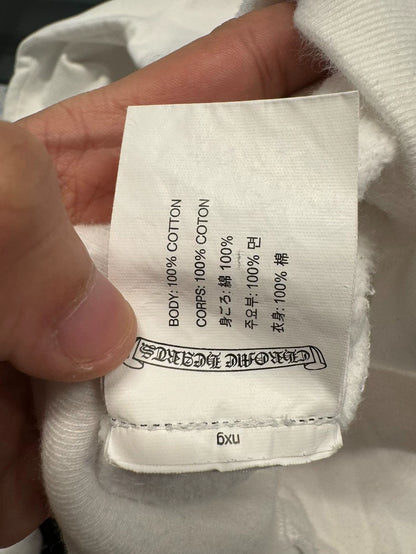 BODY: 100% COTTON
CORPS: 100% COTON
身ごろ: 綿 100%
주요부: 100% 면
衣身: 100% 棉
CHROME HEARTS
nxg